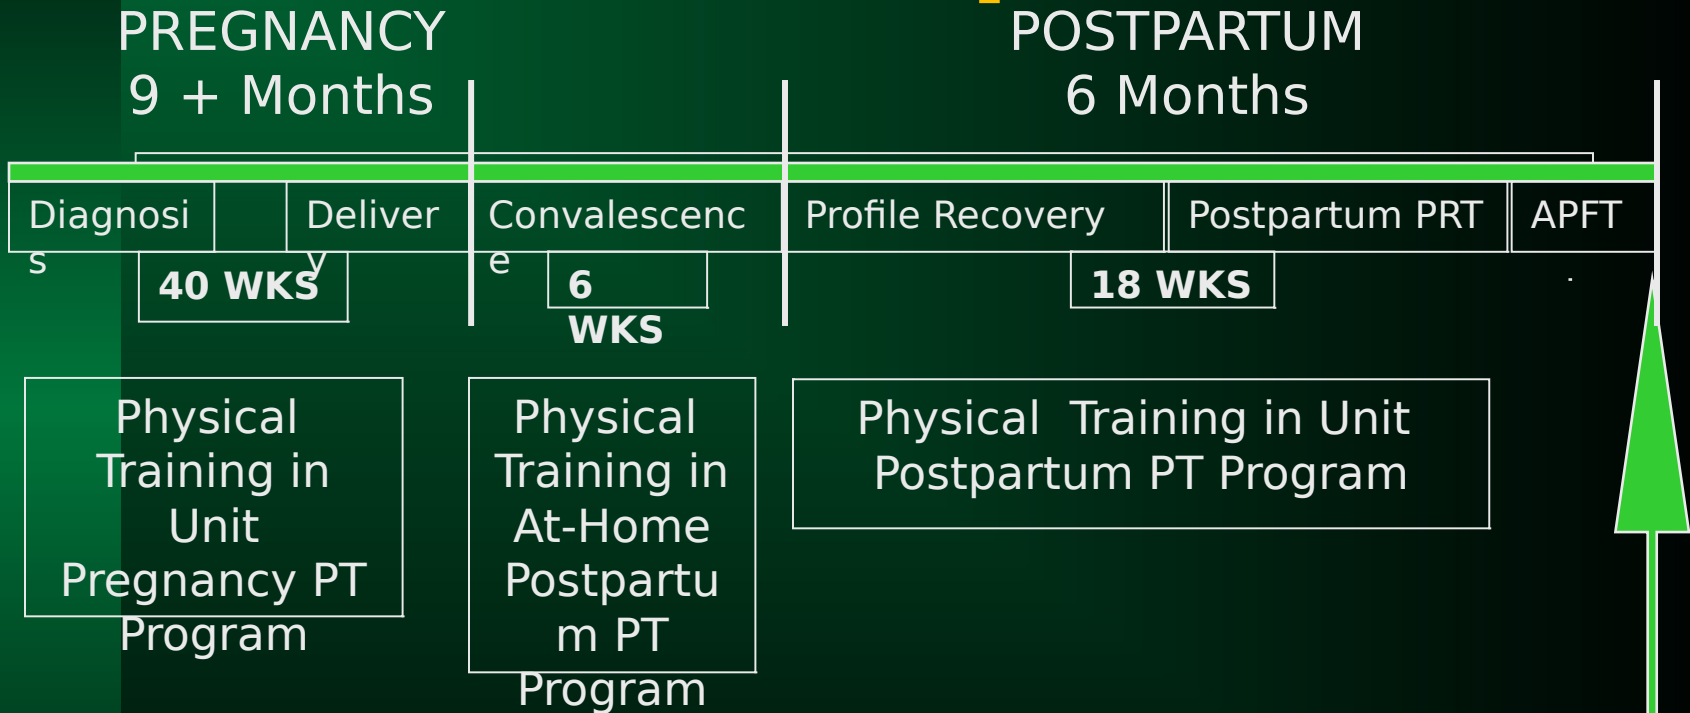 PREGNANCY
9 + Months
POSTPARTUM
6 Months
Diagnosi
s
Deliver
y
Convalescenc
e
Profile Recovery
Postpartum PRT
APFT
40 WKS
6
WKS
18 WKS
Physical
Training in
Unit
Pregnancy PT
Program
Physical
Training in
At-Home
Postpartu
m PT
Program
Physical  Training in Unit
Postpartum PT Program